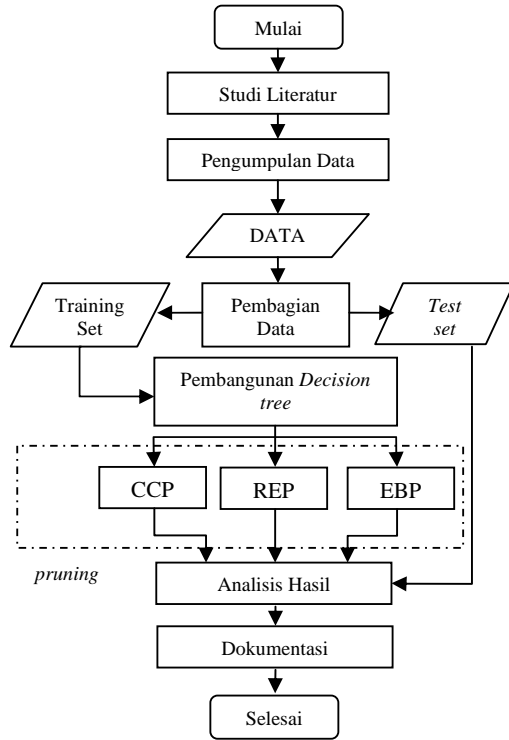 Mulai
Studi Literatur
Pengumpulan Data
DATA
Training
Set
Pembagian
Data
Test
set
Pembangunan Decision
tree
CCP
REP
EBP
pruning
Analisis Hasil
Dokumentasi
Selesai